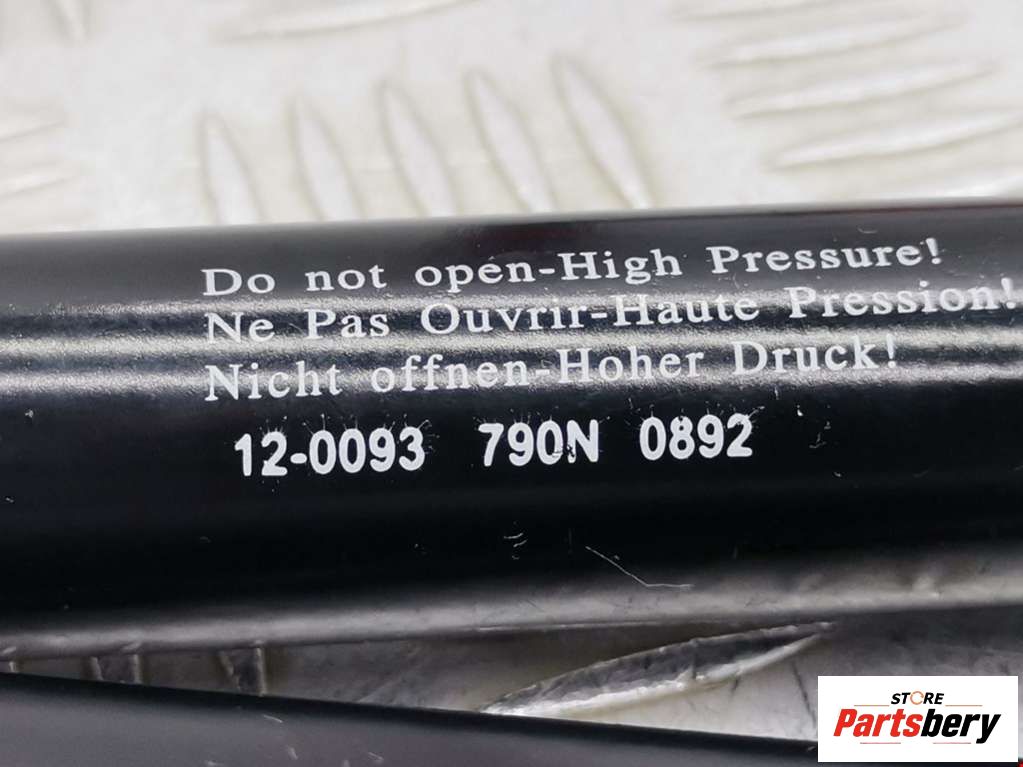 Do not open-High Pressure!
Ne Pas Ouvrir-Haute Pression!
Nicht offnen-Hoher Druck!
12-0093 790N 0892
STORE
Partsbery